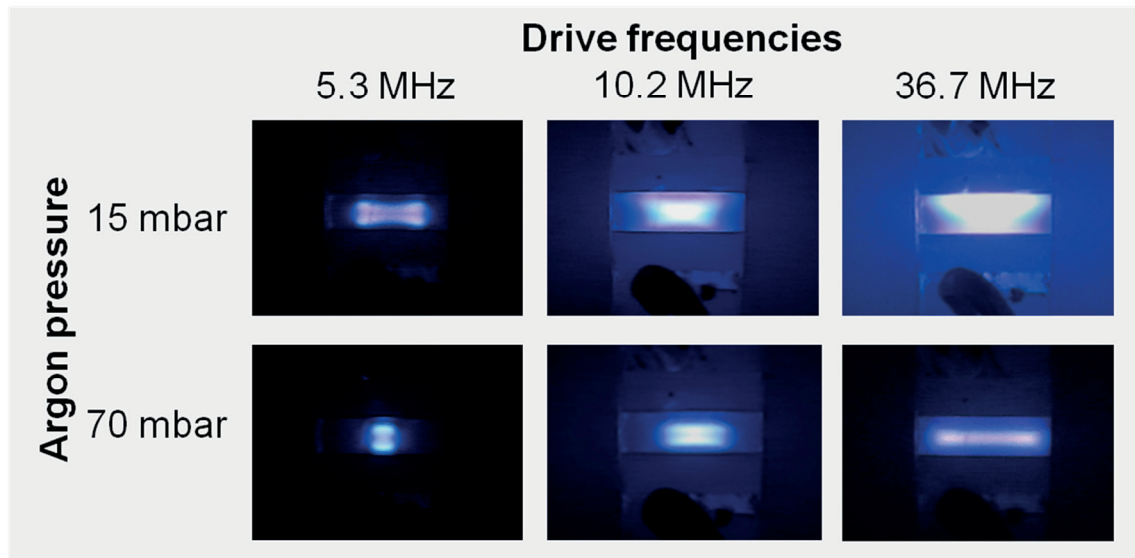 Drive frequencies
5.3 MHz
10.2 MHz
36.7 MHz
Argon pressure
15 mbar
70 mbar